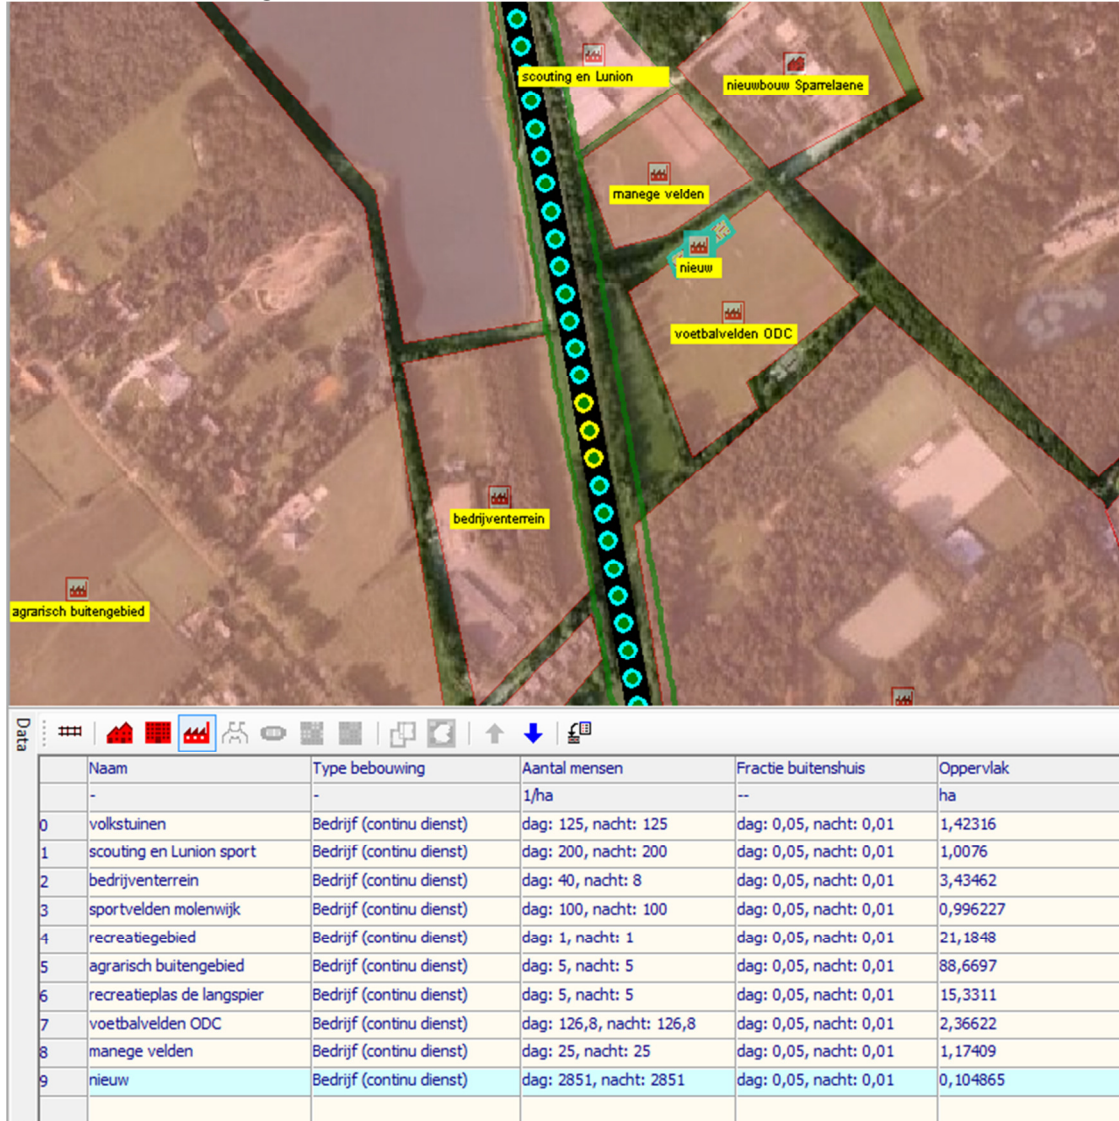 scouting en Lunion
nieuwbouw Sparrelaene
manege velden
nieuw
voetbalvelden ODC
bedrijventerrein
agrarisch buitengebied
Data
Naam Type bebouwing Aantal mensen Fractie buitenshuis Oppervlak
- - 1/ha -- ha
0 volkstuinen Bedrijf (continu dienst) dag: 125, nacht: 125 dag: 0,05, nacht: 0,01 1,42316
1 scouting en Lunion sport Bedrijf (continu dienst) dag: 200, nacht: 200 dag: 0,05, nacht: 0,01 1,0076
2 bedrijventerrein Bedrijf (continu dienst) dag: 40, nacht: 8 dag: 0,05, nacht: 0,01 3,43462
3 sportvelden molenwijk Bedrijf (continu dienst) dag: 100, nacht: 100 dag: 0,05, nacht: 0,01 0,996227
4 recreatiegebied Bedrijf (continu dienst) dag: 1, nacht: 1 dag: 0,05, nacht: 0,01 21,1848
5 agrarisch buitengebied Bedrijf (continu dienst) dag: 5, nacht: 5 dag: 0,05, nacht: 0,01 88,6697
6 recreatieplas de langspier Bedrijf (continu dienst) dag: 5, nacht: 5 dag: 0,05, nacht: 0,01 15,3311
7 voetbalvelden ODC Bedrijf (continu dienst) dag: 126,8, nacht: 126,8 dag: 0,05, nacht: 0,01 2,36622
8 manege velden Bedrijf (continu dienst) dag: 25, nacht: 25 dag: 0,05, nacht: 0,01 1,17409
9 nieuw Bedrijf (continu dienst) dag: 2851, nacht: 2851 dag: 0,05, nacht: 0,01 0,104865